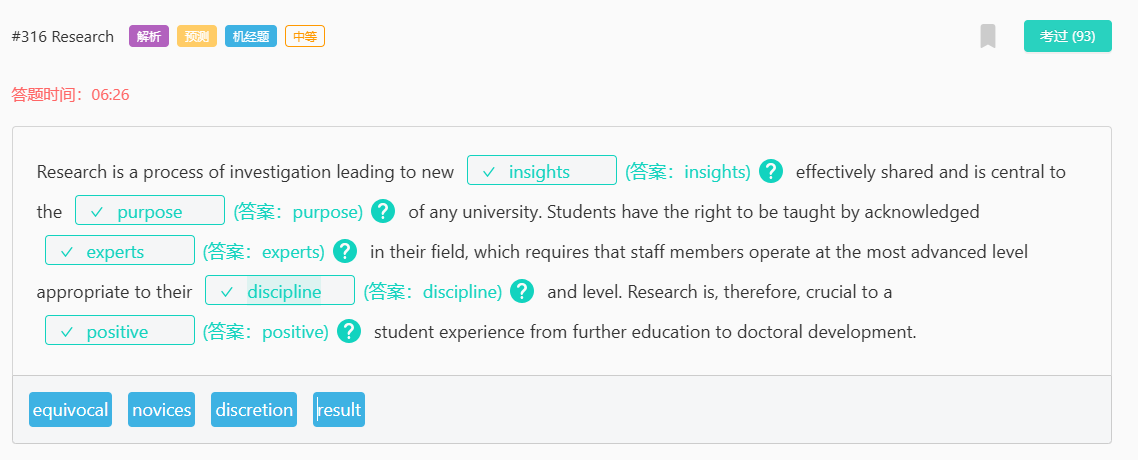 #316 Research 解析 预测 机经题 中等 考过 (93)
答题时间：06:26
Research is a process of investigation leading to new ✓ insights (答案：insights) ? effectively shared and is central to
the ✓ purpose (答案：purpose) ? of any university. Students have the right to be taught by acknowledged
✓ experts (答案：experts) ? in their field, which requires that staff members operate at the most advanced level
appropriate to their ✓ discipline (答案：discipline) ? and level. Research is, therefore, crucial to a
✓ positive (答案：positive) ? student experience from further education to doctoral development.
equivocal novices discretion result